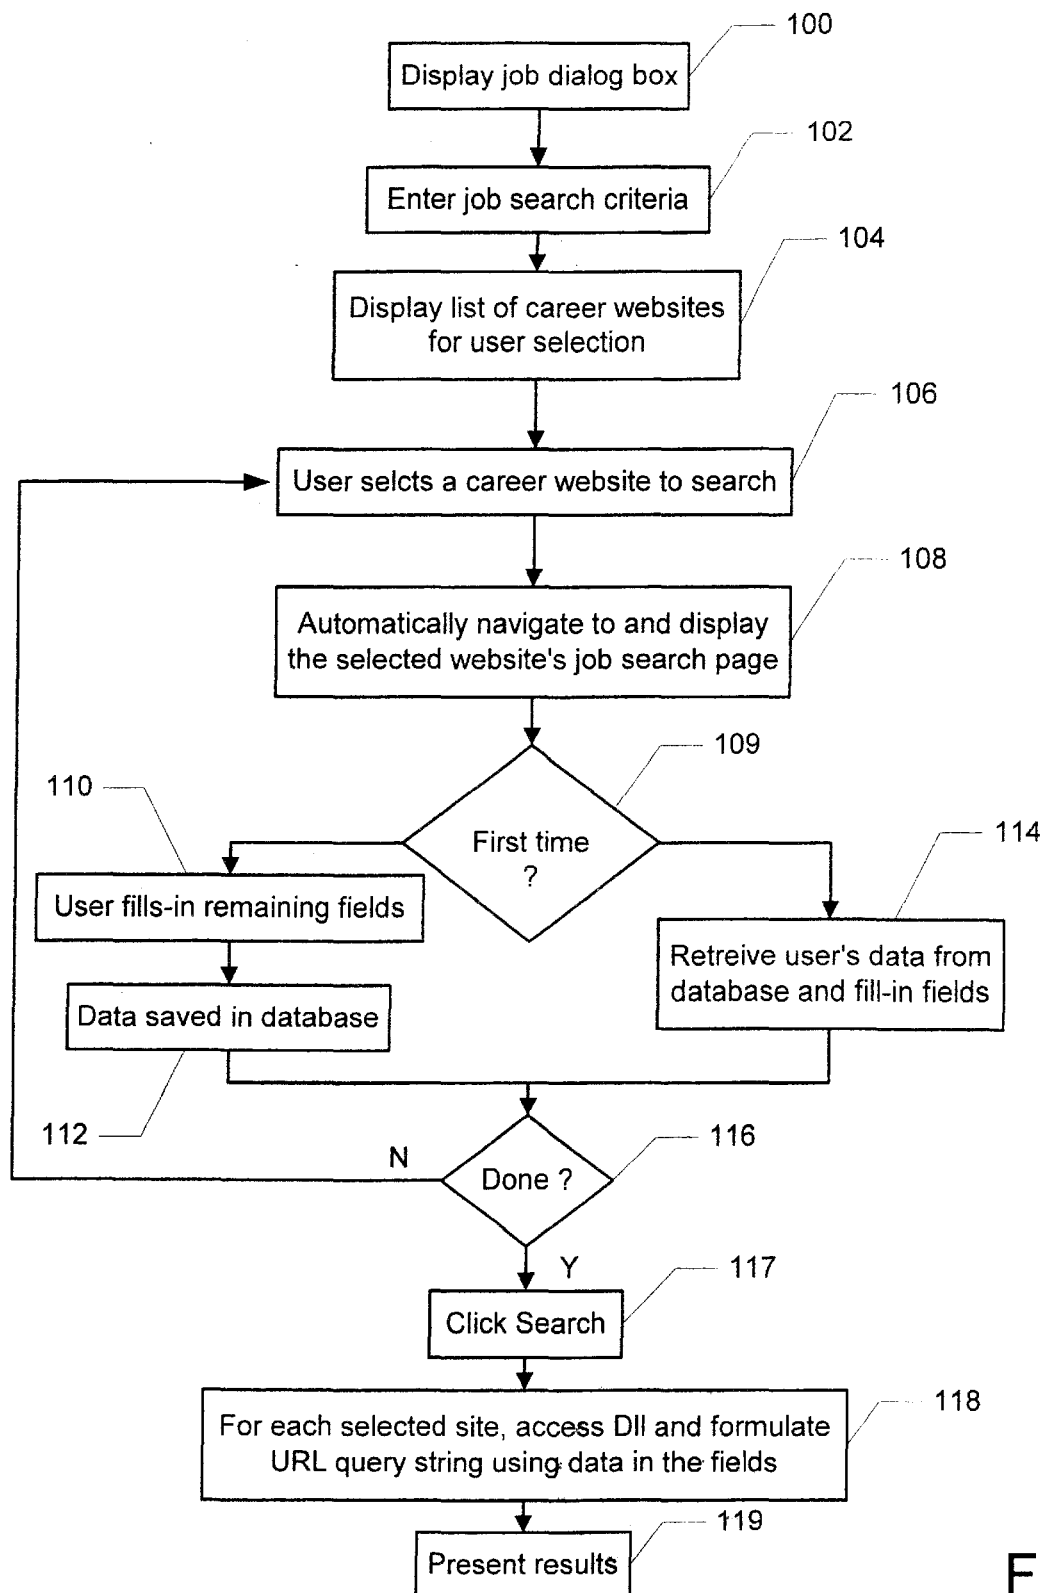 100
Display job dialog box
102
Enter job search criteria
104
Display list of career websites
for user selection
106
User selcts a career website to search
108
Automatically navigate to and display
the selected website's job search page
109
First time
?
110
User fills-in remaining fields
114
Retreive user's data from
database and fill-in fields
Data saved in database
112
116
Done ?
N
Y
117
Click Search
118
For each selected site, access Dll and formulate
URL query string using data in the fields
119
Present results
F